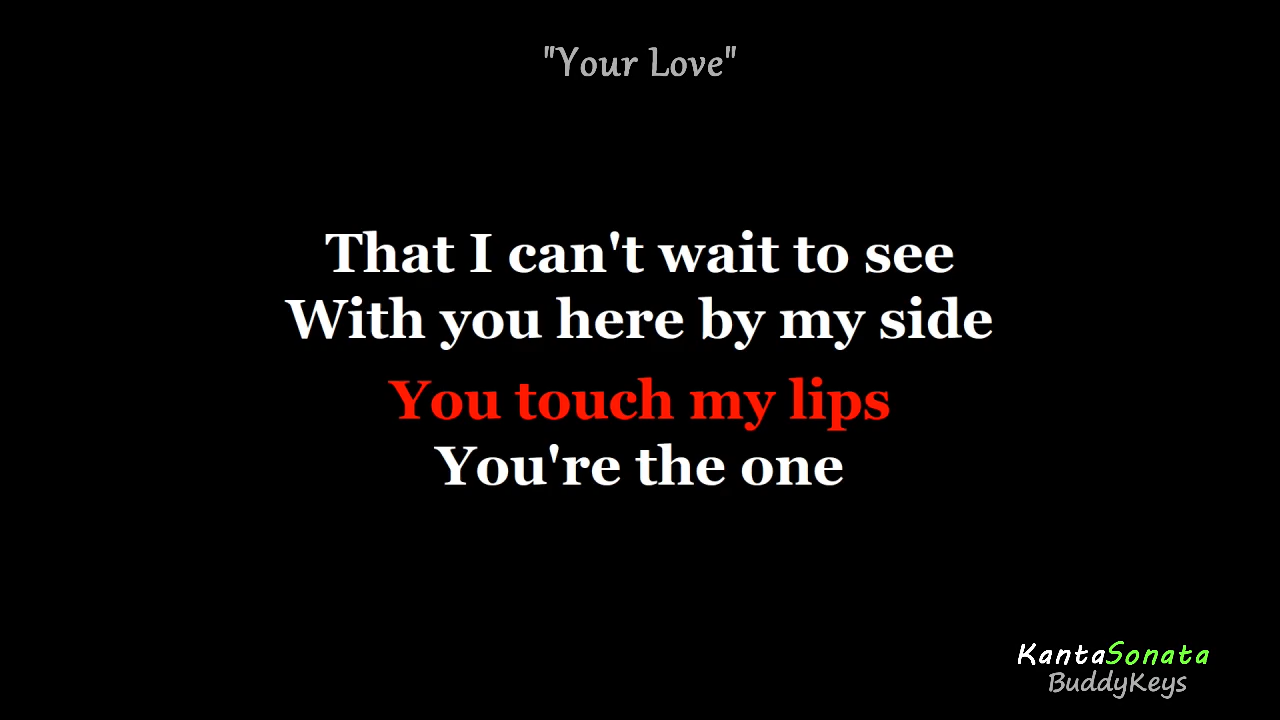 "Your Love"
That I can't wait to see
With you here by my side
You touch my lips
You're the one
KantaSonata
BuddyKeys